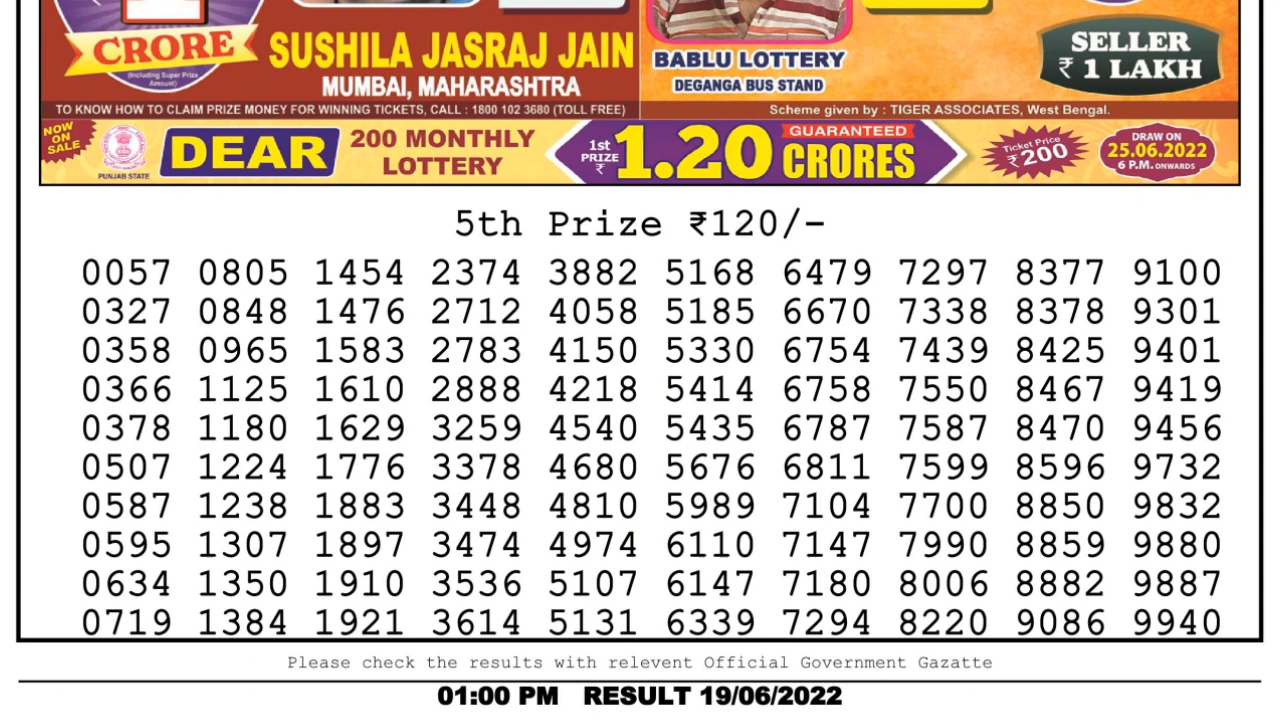 CRORE
(Including Super Prize
Amount)
SUSHILA JASRAJ JAIN
MUMBAI, MAHARASHTRA
BABLU LOTTERY
DEGANGA BUS STAND
SELLER
₹ 1 LAKH
TO KNOW HOW TO CLAIM PRIZE MONEY FOR WINNING TICKETS, CALL : 1800 102 3680 (TOLL FREE)
Scheme given by : TIGER ASSOCIATES, West Bengal.
NOW
ON
SALE
PUNJAB STATE
DEAR
200 MONTHLY
LOTTERY
1st
PRIZE
₹
1.20
GUARANTEED
CRORES
Ticket Price
₹200
DRAW ON
25.06.2022
6 P.M. ONWARDS
5th Prize ₹120/-
0057 0805 1454 2374 3882 5168 6479 7297 8377 9100
0327 0848 1476 2712 4058 5185 6670 7338 8378 9301
0358 0965 1583 2783 4150 5330 6754 7439 8425 9401
0366 1125 1610 2888 4218 5414 6758 7550 8467 9419
0378 1180 1629 3259 4540 5435 6787 7587 8470 9456
0507 1224 1776 3378 4680 5676 6811 7599 8596 9732
0587 1238 1883 3448 4810 5989 7104 7700 8850 9832
0595 1307 1897 3474 4974 6110 7147 7990 8859 9880
0634 1350 1910 3536 5107 6147 7180 8006 8882 9887
0719 1384 1921 3614 5131 6339 7294 8220 9086 9940
Please check the results with relevent Official Government Gazatte
01:00 PM RESULT 19/06/2022